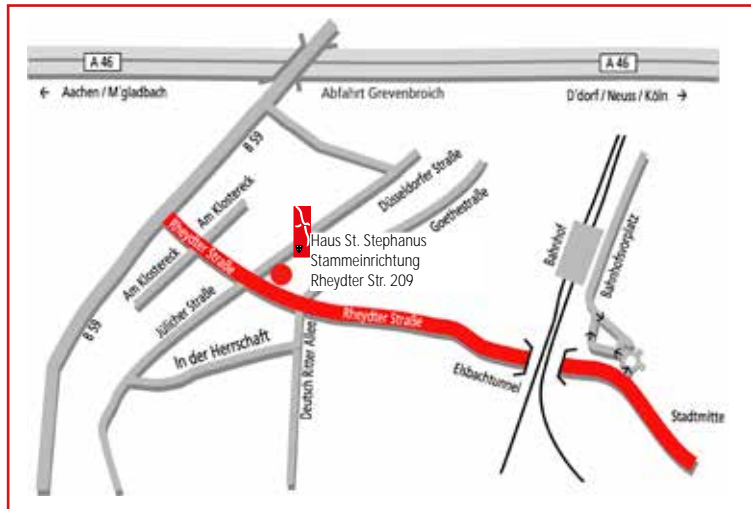 A 46
A 46
← Aachen / M'gladbach
Abfahrt Grevenbroich
D'dorf / Neuss / Köln →
B 59
Düsseldorfer Straße
Goethestraße
Am Klostereck
Am Klostereck
Rheydter Straße
Haus St. Stephanus
Stammeinrichtung
Rheydter Str. 209
Bahnhof
Bahnhofsvorplatz
Jülicher Straße
Rheydter Straße
B 59
In der Herrschaft
Deutsch Ritter Allee
Elsbachtunnel
Stadtmitte